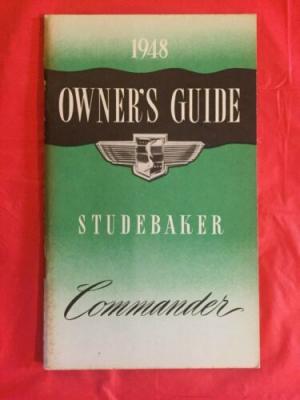 1948
OWNER'S GUIDE
STUDEBAKER
Commander